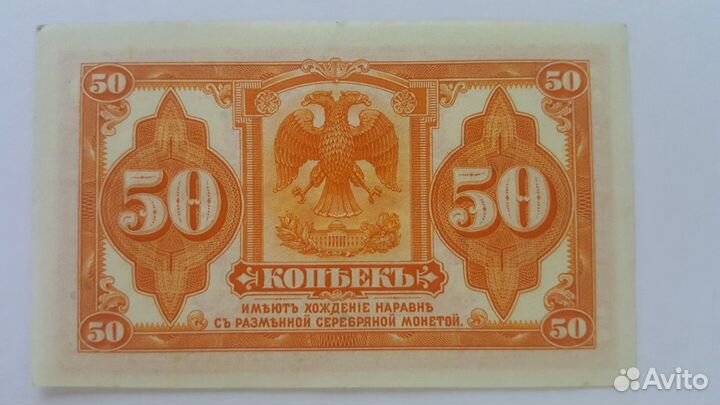 50 50
50 50
КОПѢЕКЪ
ИМѢЮТЪ ХОЖДЕНІЕ НАРАВНѢ
СЪ РАЗМѢННОЙ СЕРЕБРЯНОЙ МОНЕТОЙ.
50 50
Avito